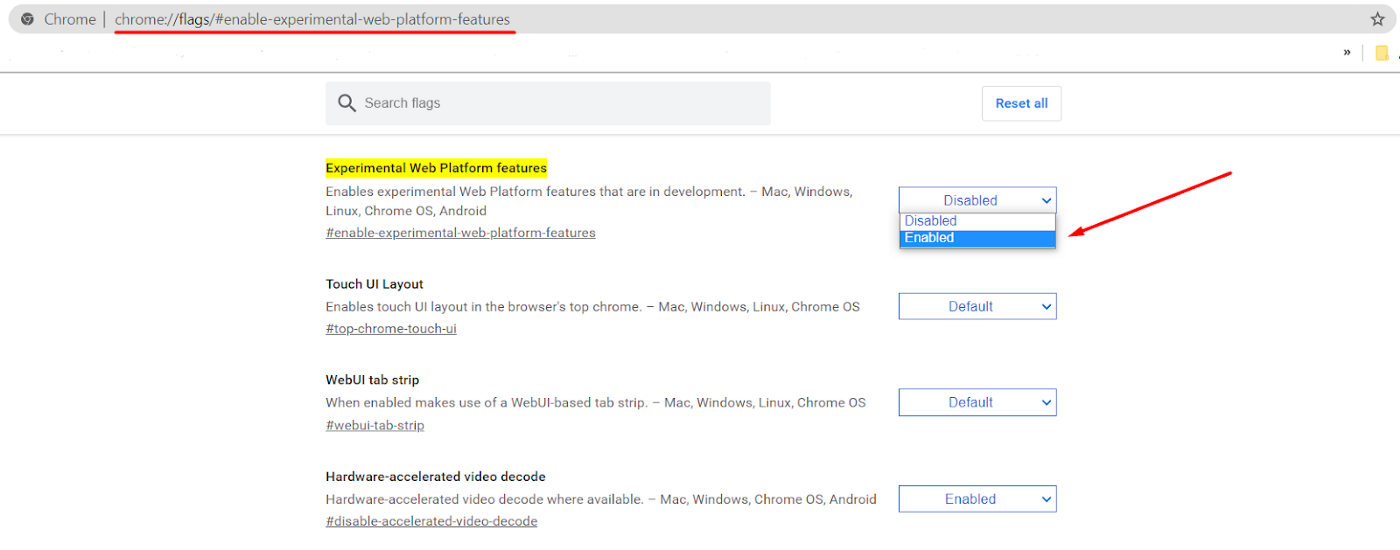 Chrome | chrome://flags/#enable-experimental-web-platform-features
»
Search flags
Reset all
Experimental Web Platform features
Enables experimental Web Platform features that are in development. – Mac, Windows,
Linux, Chrome OS, Android
#enable-experimental-web-platform-features
Disabled
Disabled
Enabled
Touch UI Layout
Enables touch UI layout in the browser's top chrome. – Mac, Windows, Linux, Chrome OS
#top-chrome-touch-ui
Default
WebUI tab strip
When enabled makes use of a WebUI-based tab strip. – Mac, Windows, Linux, Chrome OS
#webui-tab-strip
Default
Hardware-accelerated video decode
Hardware-accelerated video decode where available. – Mac, Windows, Chrome OS, Android
#disable-accelerated-video-decode
Enabled